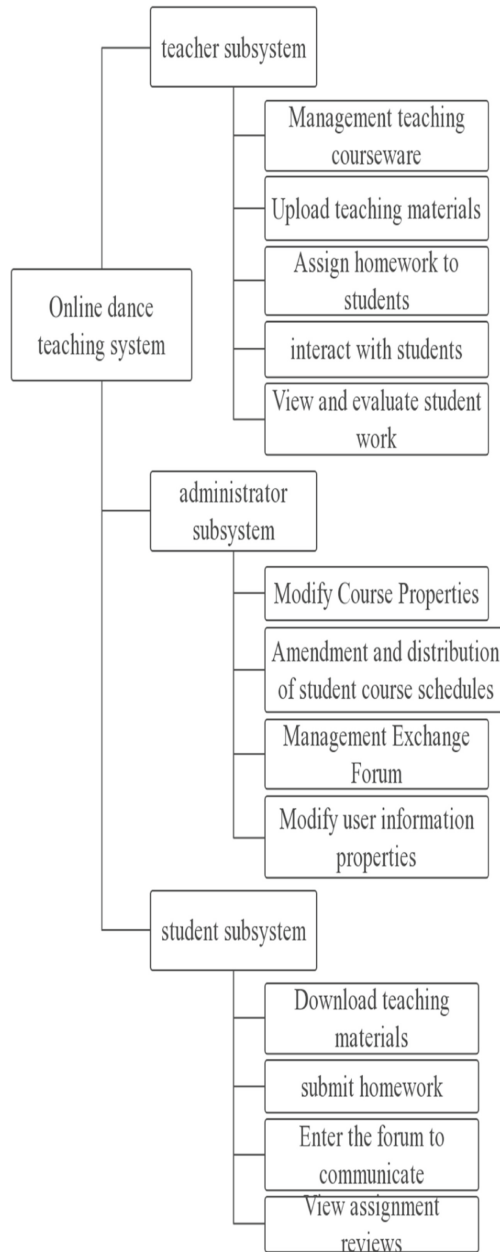 teacher subsystem
Management teaching
courseware
Upload teaching materials
Assign homework to
students
interact with students
View and evaluate student
work
Online dance
teaching system
administrator
subsystem
Modify Course Properties
Amendment and distribution
of student course schedules
Management Exchange
Forum
Modify user information
properties
student subsystem
Download teaching
materials
submit homework
Enter the forum to
communicate
View assignment
reviews